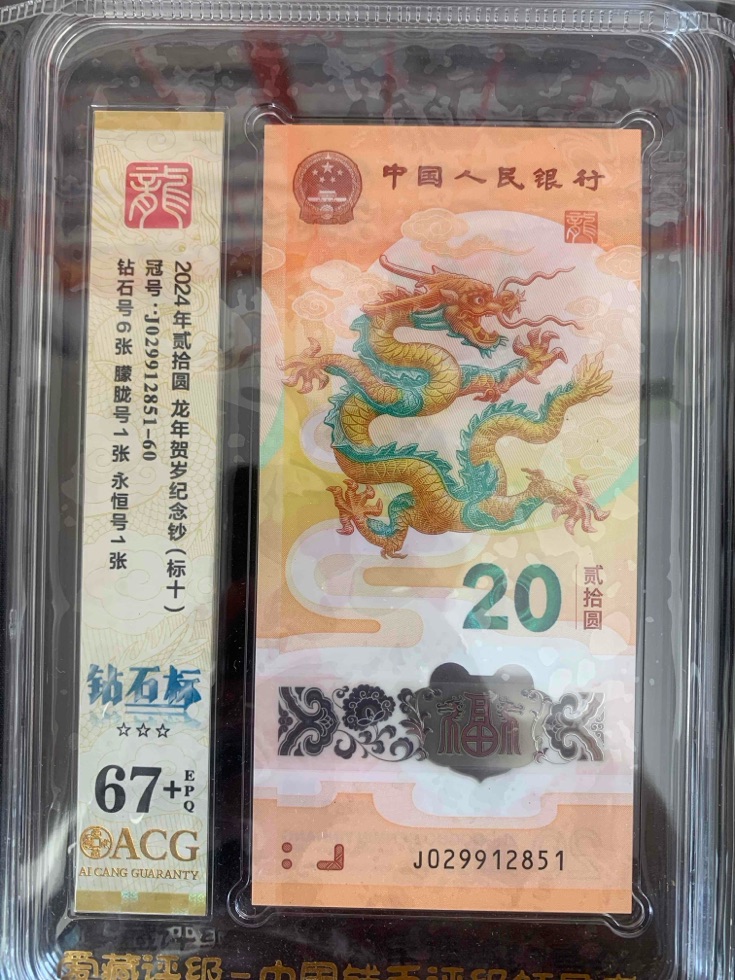 龍
2024年贰拾圆 龙年贺岁纪念钞(标十)
冠号·J029912851-60
钻石号6张 朦胧号1张 永恒号1张
钻石标
☆☆☆
67+EPQ
ACG
AI CANG GUARANTY
中国人民银行
龍
20
贰拾圆
福
J029912851